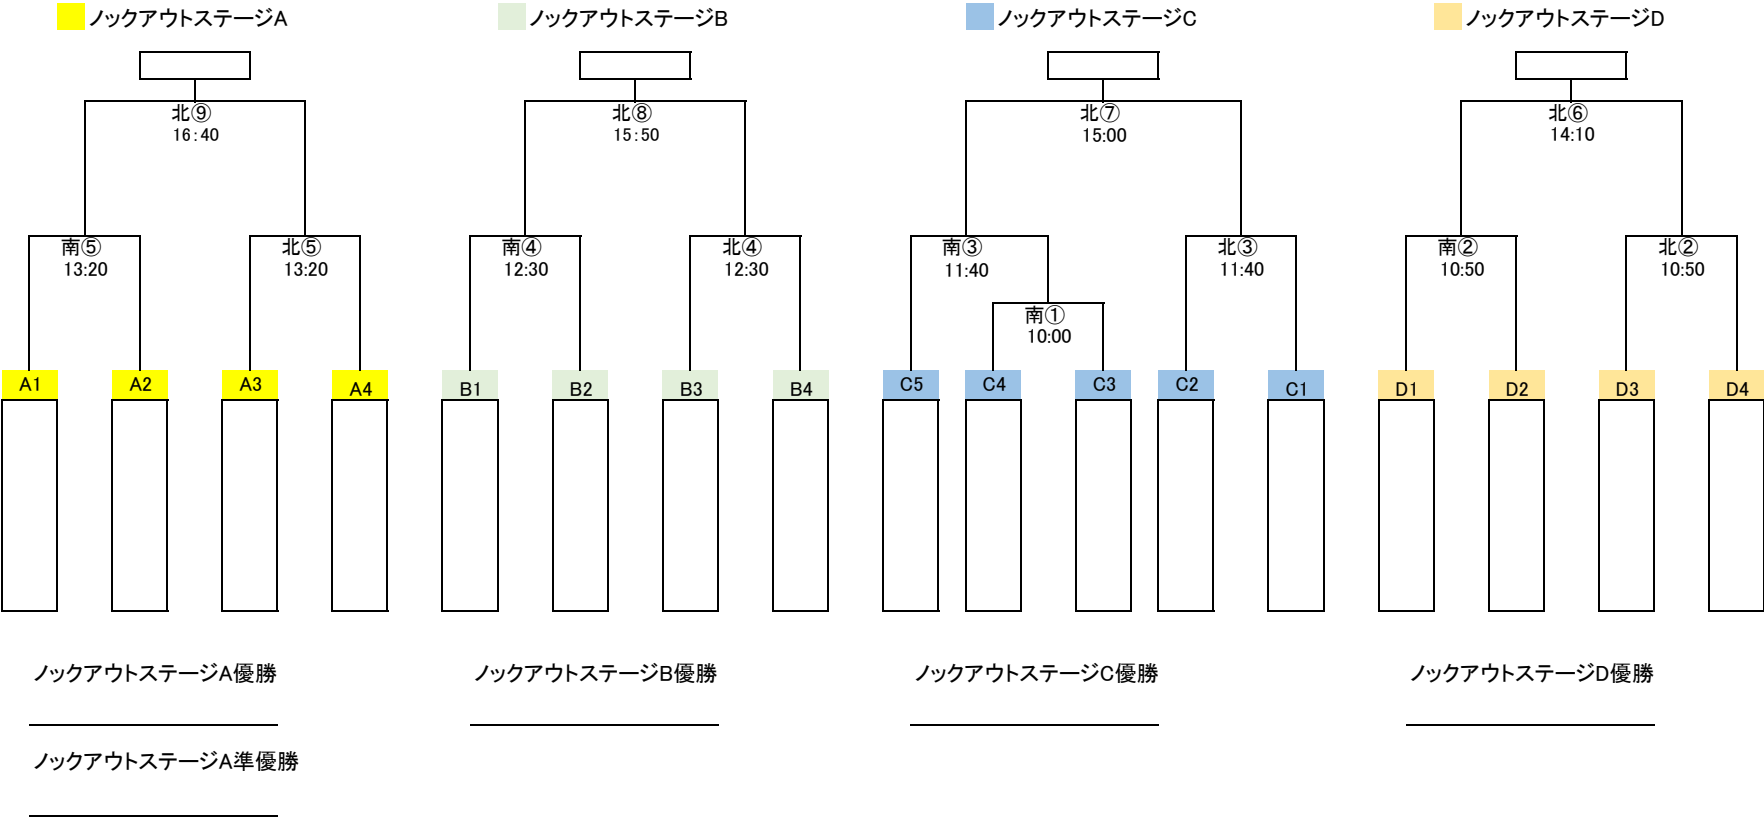 ノックアウトステージA
ノックアウトステージB
ノックアウトステージC
ノックアウトステージD
北⑨
16:40
北⑧
15:50
北⑦
15:00
北⑥
14:10
南⑤
13:20
北⑤
13:20
南④
12:30
北④
12:30
南③
11:40
北③
11:40
南②
10:50
北②
10:50
南①
10:00
A1
A2
A3
A4
B1
B2
B3
B4
C5
C4
C3
C2
C1
D1
D2
D3
D4
ノックアウトステージA優勝
ノックアウトステージB優勝
ノックアウトステージC優勝
ノックアウトステージD優勝
ノックアウトステージA準優勝